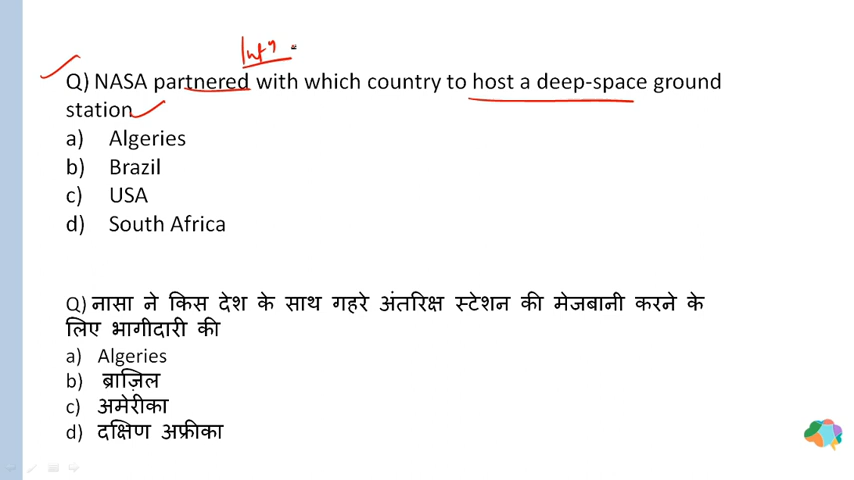 Q) NASA partnered with which country to host a deep-space ground
station
a) Algeries
b) Brazil
c) USA
d) South Africa
Q) नासा ने किस देश के साथ गहरे अंतरिक्ष स्टेशन की मेजबानी करने के
लिए भागीदारी की
a) Algeries
b) ब्राज़िल
c) अमेरीका
d) दक्षिण अफ्रीका